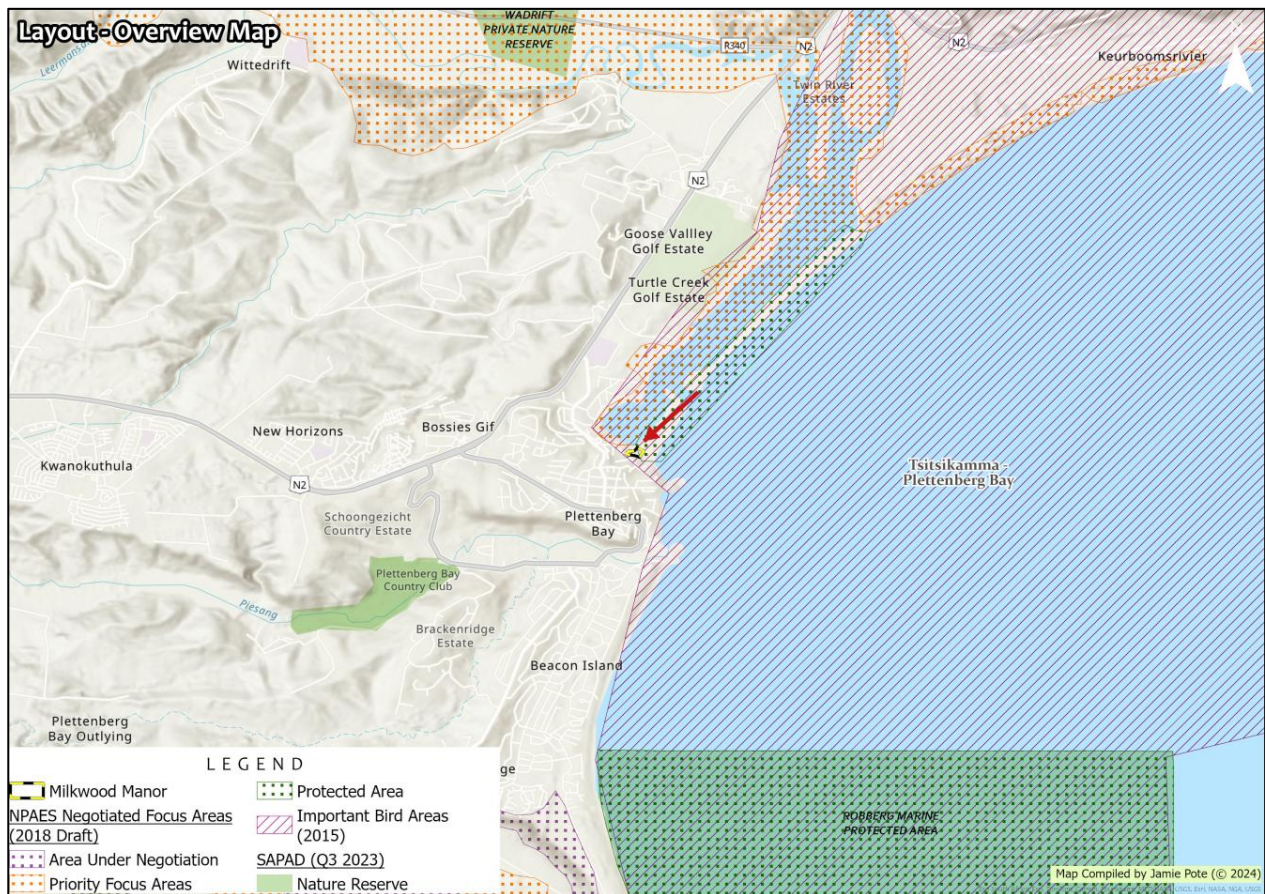 Layout - Overview Map
WADRIFT
PRIVATE NATURE
RESERVE
R340
N2
N2
Keurboomsrivier
Wittedrift
Twin River
Estates
N2
Goose Vallley
Golf Estate
Turtle Creek
Golf Estate
New Horizons
Bossies Gif
Kwanokuthula
N2
Tsitsikamma -
Plettenberg Bay
Schoongezicht
Country Estate
Plettenberg
Bay
Plettenberg Bay
Country Club
Piesang
Brackenridge
Estate
Beacon Island
Plettenberg
Bay Outlying
ge
ROBBERG MARINE
PROTECTED AREA
LEGEND
Milkwood Manor
NPAES Negotiated Focus Areas
(2018 Draft)
Area Under Negotiation
Priority Focus Areas
Protected Area
Important Bird Areas
(2015)
SAPAD (Q3 2023)
Nature Reserve
Map Compiled by Jamie Pote (© 2024)